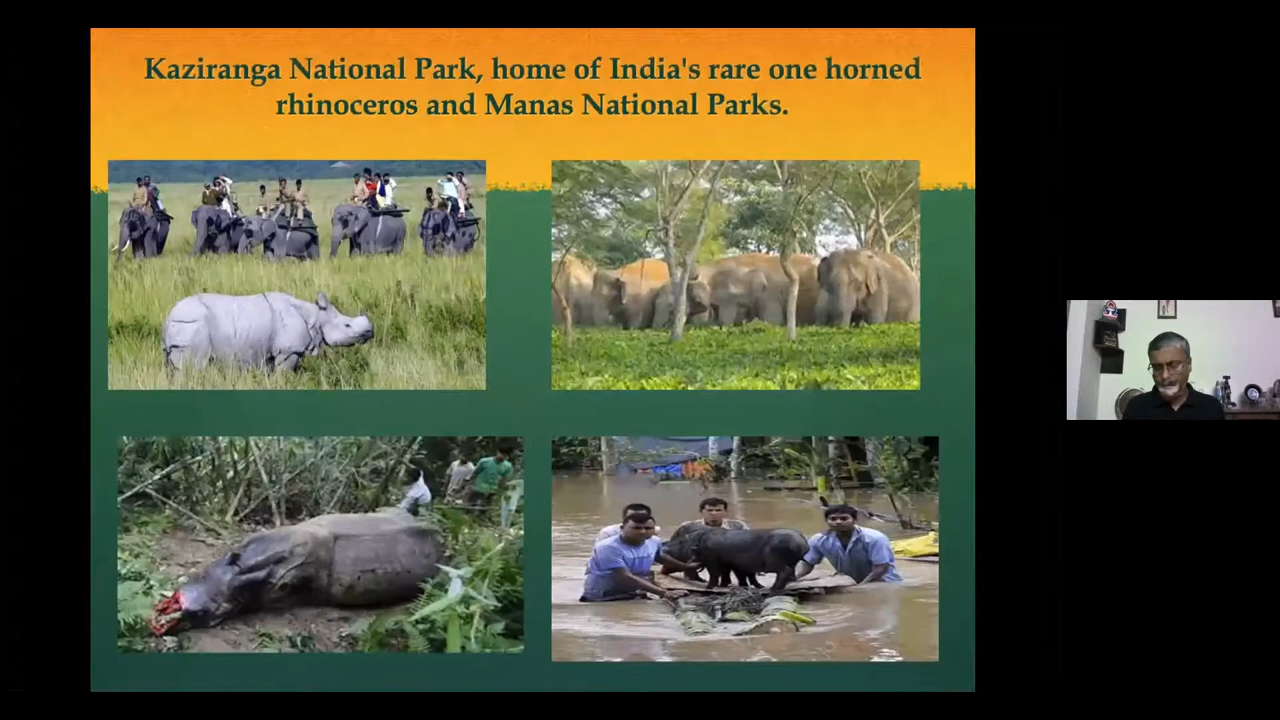 Kaziranga National Park, home of India's rare one horned
rhinoceros and Manas National Parks.